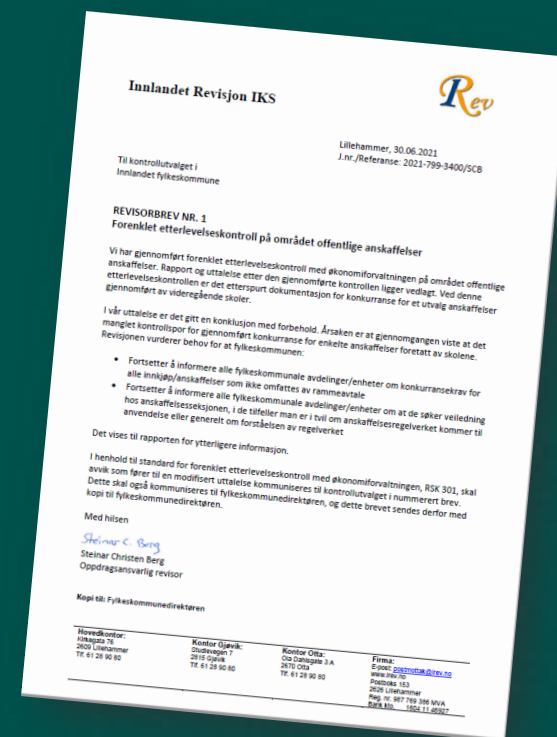 Innlandet Revisjon IKS
Rev
Lillehammer, 30.06.2021
J.nr./Referanse: 2021-799-3400/SCB
Til kontrollutvalget i
Innlandet fylkeskommune
REVISORBREV NR. 1
Forenklet etterlevelseskontroll på området offentlige anskaffelser
Vi har gjennomført forenklet etterlevelseskontroll med økonomiforvaltningen på området offentlige
anskaffelser. Rapport og uttalelse etter den gjennomførte kontrollen ligger vedlagt. Ved denne
etterlevelseskontrollen er det etterspurt dokumentasjon for konkurranse for et utvalg anskaffelser
gjennomført av videregående skoler.
I vår uttalelse er det gitt en konklusjon med forbehold. Årsaken er at gjennomgangen viste at det
manglet kontrollspor for gjennomført konkurranse for enkelte anskaffelser foretatt av skolene.
Revisjonen vurderer behov for at fylkeskommunen:
• Fortsetter å informere alle fylkeskommunale avdelinger/enheter om konkurransekrav for
alle innkjøp/anskaffelser som ikke omfattes av rammeavtale
• Fortsetter å informere alle fylkeskommunale avdelinger/enheter om at de søker veiledning
hos anskaffelsesseksjonen, i de tilfeller man er i tvil om anskaffelsesregelverket kommer til
anvendelse eller generelt om forståelsen av regelverket
Det vises til rapporten for ytterligere informasjon.
I henhold til standard for forenklet etterlevelseskontroll med økonomiforvaltningen, RSK 301, skal
avvik som fører til en modifisert uttalelse kommuniseres til kontrollutvalget i nummerert brev.
Dette skal også kommuniseres til fylkeskommunedirektøren, og dette brevet sendes derfor med
kopi til fylkeskommunedirektøren.
Med hilsen
Steinar C. Berg
Steinar Christen Berg
Oppdragsansvarlig revisor
Kopi til: Fylkeskommunedirektøren
Hovedkontor:
Kirkegata 76
2609 Lillehammer
Tlf. 61 28 90 80
Kontor Gjøvik:
Studievegen 7
2815 Gjøvik
Tlf. 61 28 90 80
Kontor Otta:
Ola Dahlsgate 3 A
2670 Otta
Tlf. 61 28 90 80
Firma:
E-post: postmottak@irev.no
www.irev.no
Postboks 153
2626 Lillehammer
Reg. nr. 987 769 386 MVA
Bank kto. 1604.11.46927